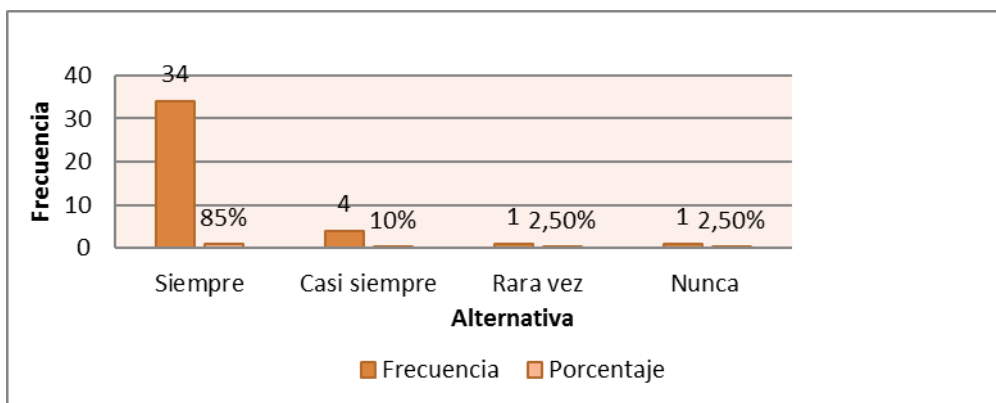 Frecuencia
40
30
20
10
0
34
85%
4
10%
1
2,50%
1
2,50%
Siempre
Casi siempre
Rara vez
Nunca
Alternativa
Frecuencia
Porcentaje